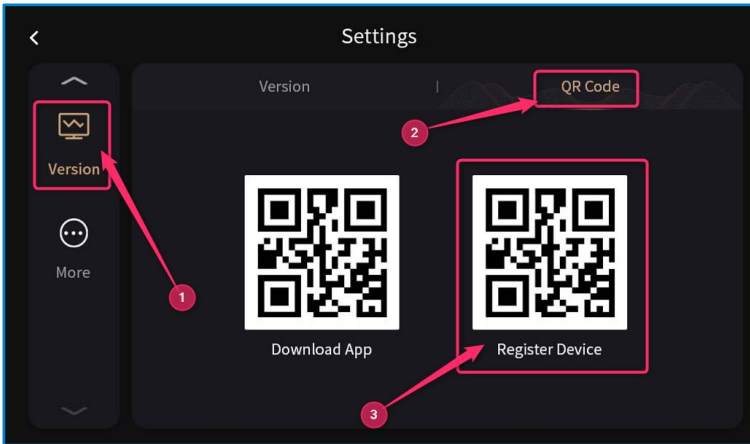 Settings
Version
QR Code
2
Version
More
1
Download App
Register Device
3